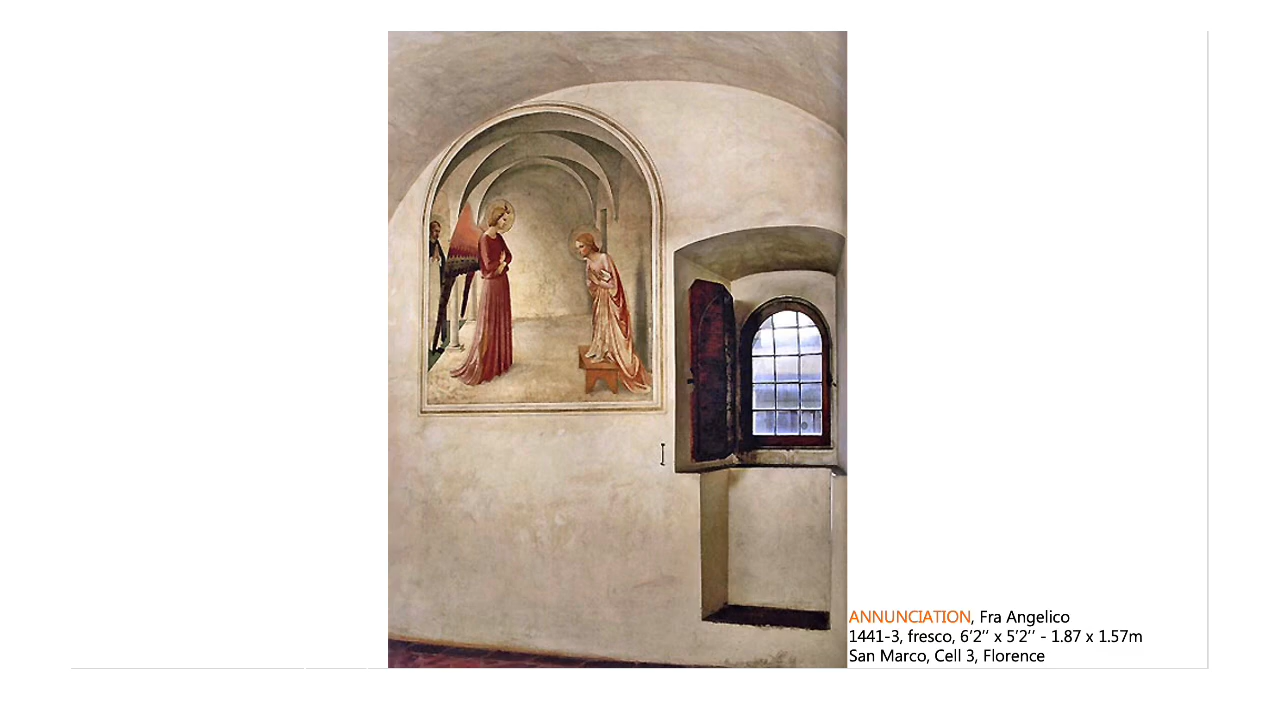 ANNUNCIATION, Fra Angelico
1441-3, fresco, 6’2’’ x 5’2’’ - 1.87 x 1.57m
San Marco, Cell 3, Florence